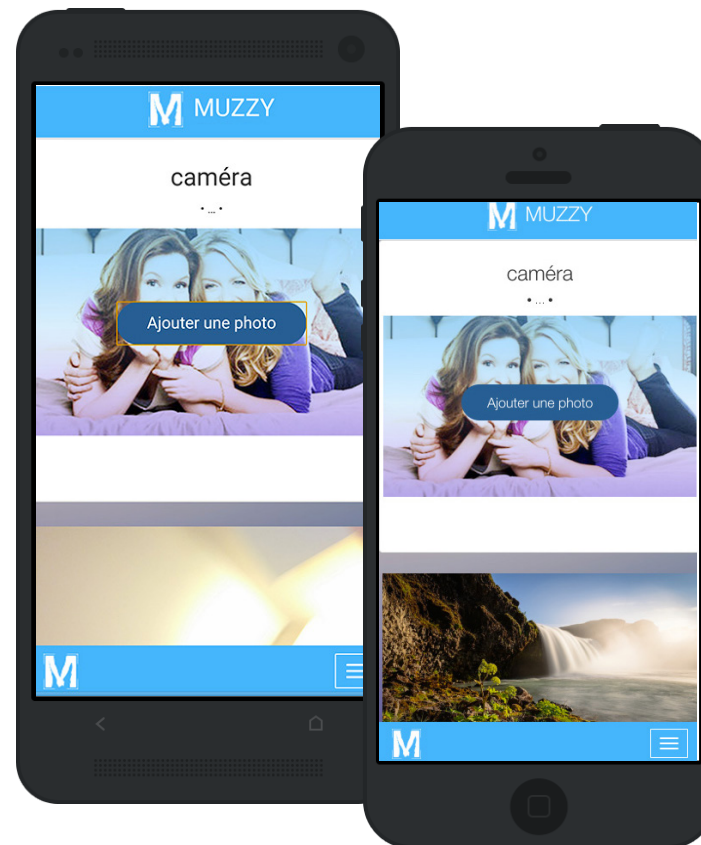 M MUZZY
caméra
• ... •
Ajouter une photo
M
M MUZZY
caméra
• ... •
Ajouter une photo
M